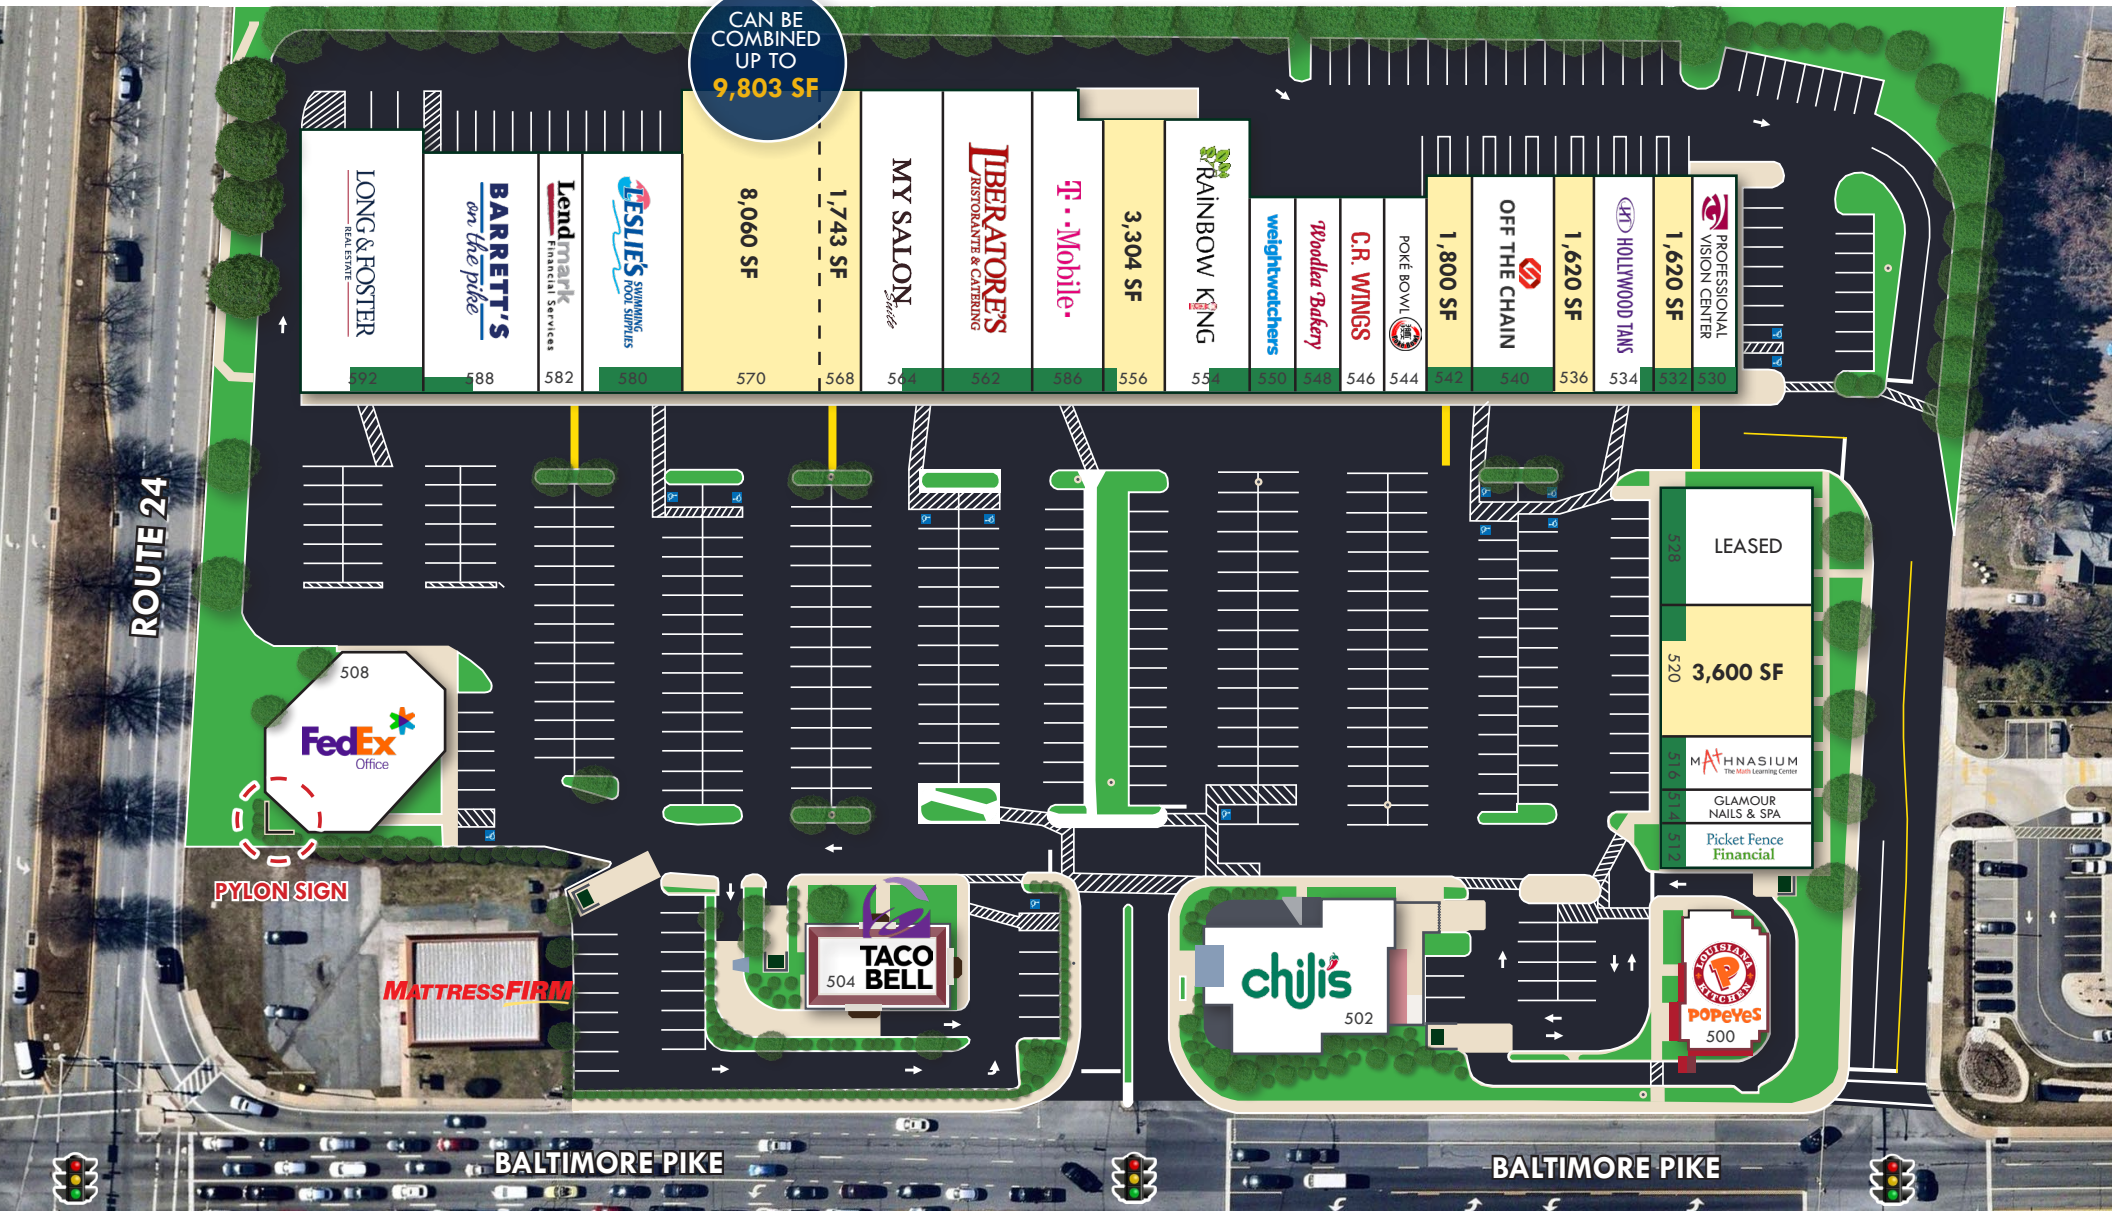 CAN BE
COMBINED
UP TO
9,803 SF
LONG & FOSTER
REAL ESTATE
592
BARRETT'S
on the pike
588
Lendmark
Financial Services
582
LESLIE'S
SWIMMING
POOL SUPPLIES
580
8,060 SF
570
1,743 SF
568
MY SALON
Suite
564
LIBERATORE'S
RISTORANTE & CATERING
562
T··Mobile·
586
3,304 SF
556
RAINBOW KING
554
weightwatchers
550
Woodlea Bakery
548
C.R. WINGS
546
POKÉ BOWL
544
1,800 SF
542
OFF THE CHAIN
540
1,620 SF
536
HT HOLLYWOOD TANS
534
1,620 SF
532
PROFESSIONAL
VISION CENTER
530
ROUTE 24
528
LEASED
520
3,600 SF
516
MATHNASIUM
The Math Learning Center
514
GLAMOUR
NAILS & SPA
512
Picket Fence
Financial
508
FedEx
Office
PYLON SIGN
MATTRESSFIRM
504
TACO
BELL
chili's
502
LOUISIANA
KITCHEN
P
POPEYES
500
BALTIMORE PIKE
BALTIMORE PIKE